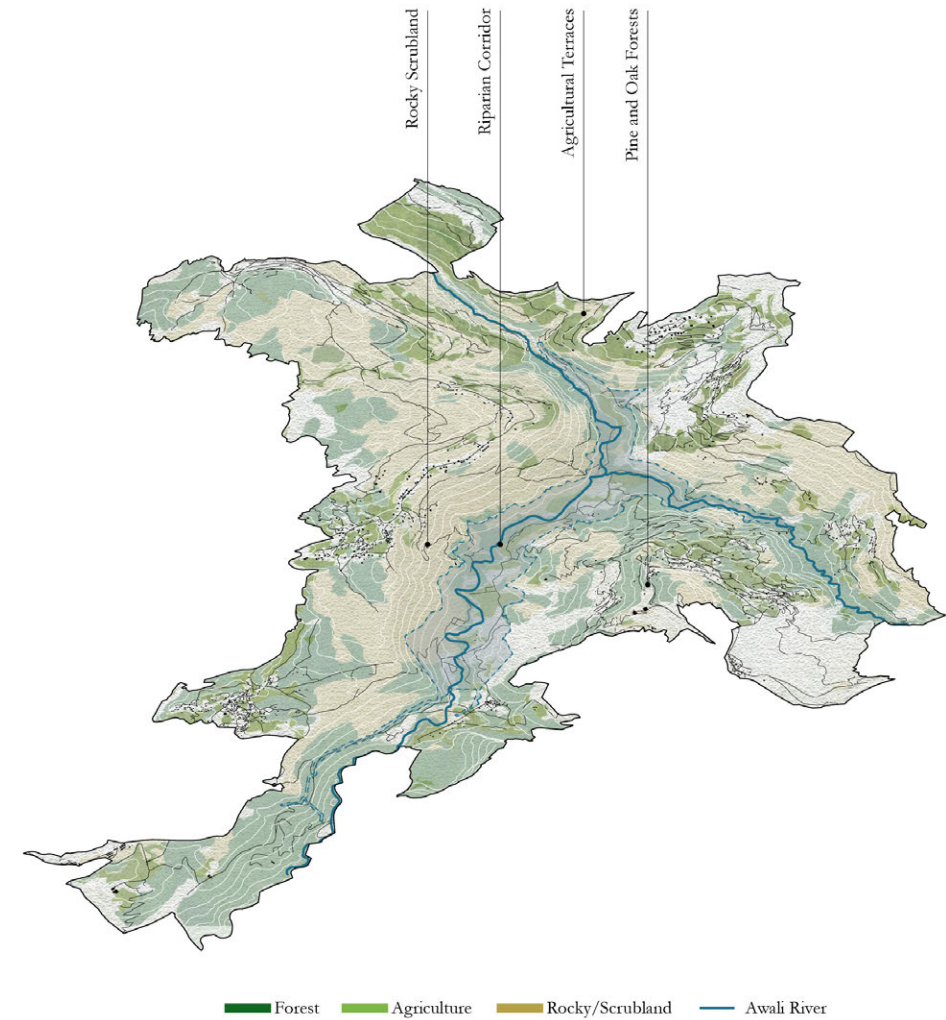 Rocky Scrubland
Riparian Corridor
Agricultural Terraces
Pine and Oak Forests
Forest
Agriculture
Rocky/Scrubland
Awali River